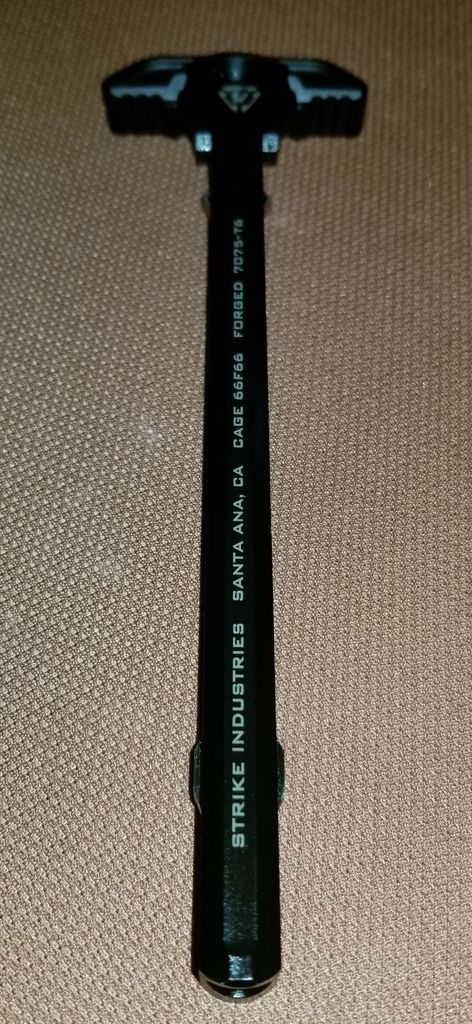 STRIKE INDUSTRIES SANTA ANA, CA CAGE 66F66 FORGED 7075-T6